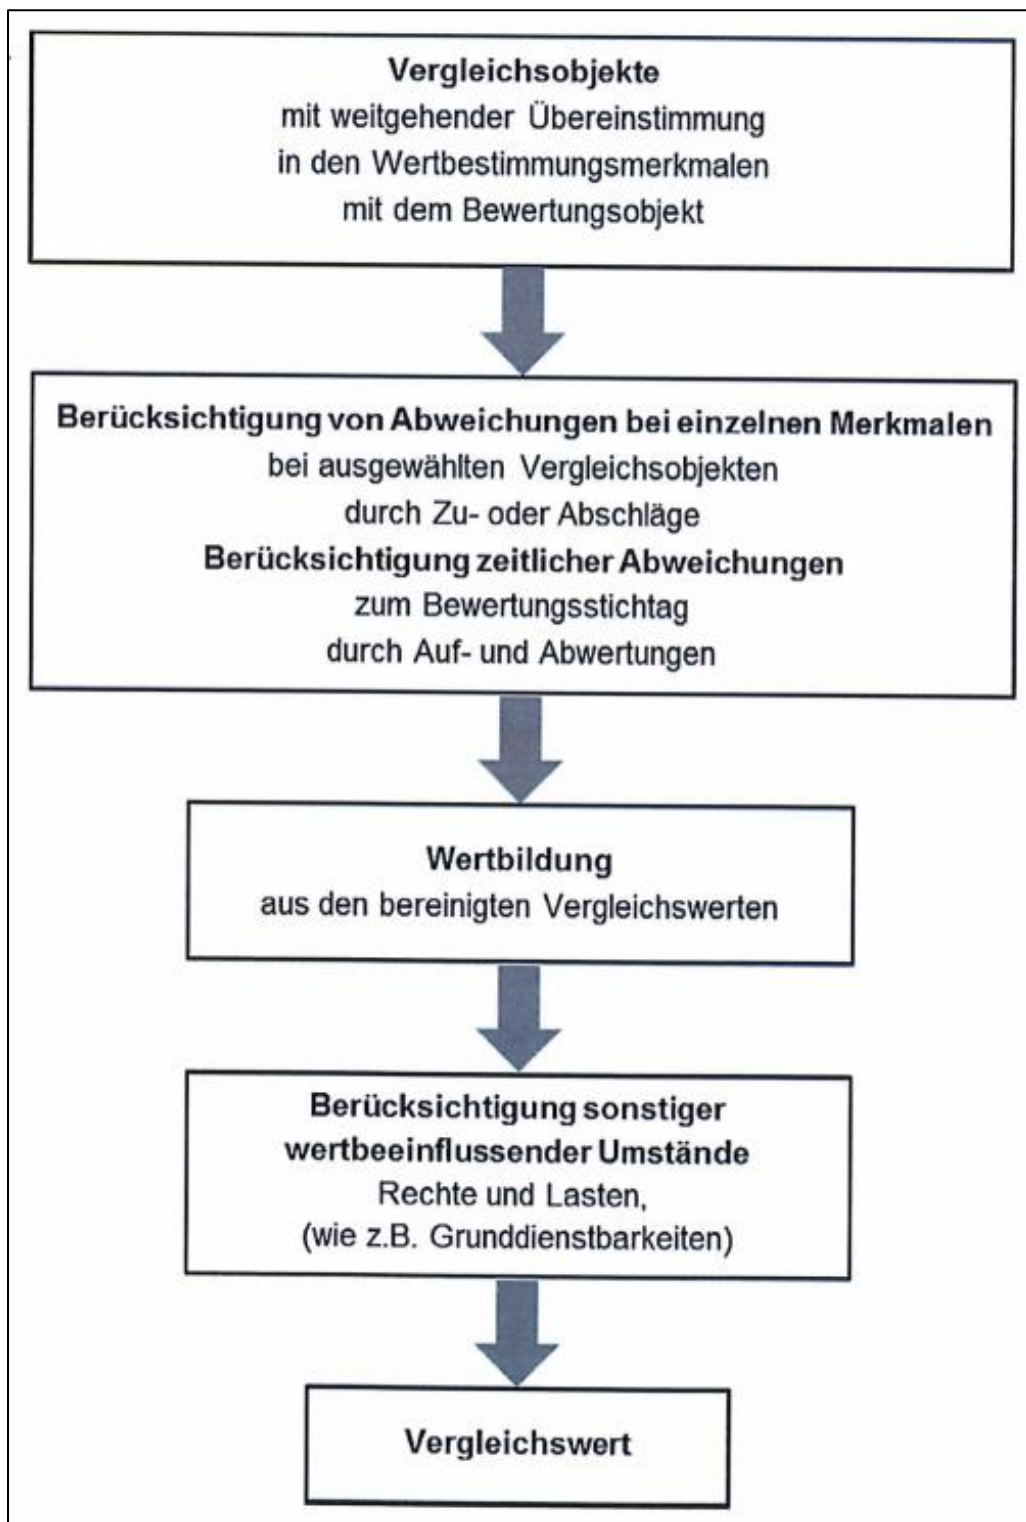 Vergleichsobjekte
mit weitgehender Übereinstimmung
in den Wertbestimmungsmerkmalen
mit dem Bewertungsobjekt
Berücksichtigung von Abweichungen bei einzelnen Merkmalen
bei ausgewählten Vergleichsobjekten
durch Zu- oder Abschläge
Berücksichtigung zeitlicher Abweichungen
zum Bewertungsstichtag
durch Auf- und Abwertungen
Wertbildung
aus den bereinigten Vergleichswerten
Berücksichtigung sonstiger
wertbeeinflussender Umstände
Rechte und Lasten,
(wie z.B. Grunddienstbarkeiten)
Vergleichswert